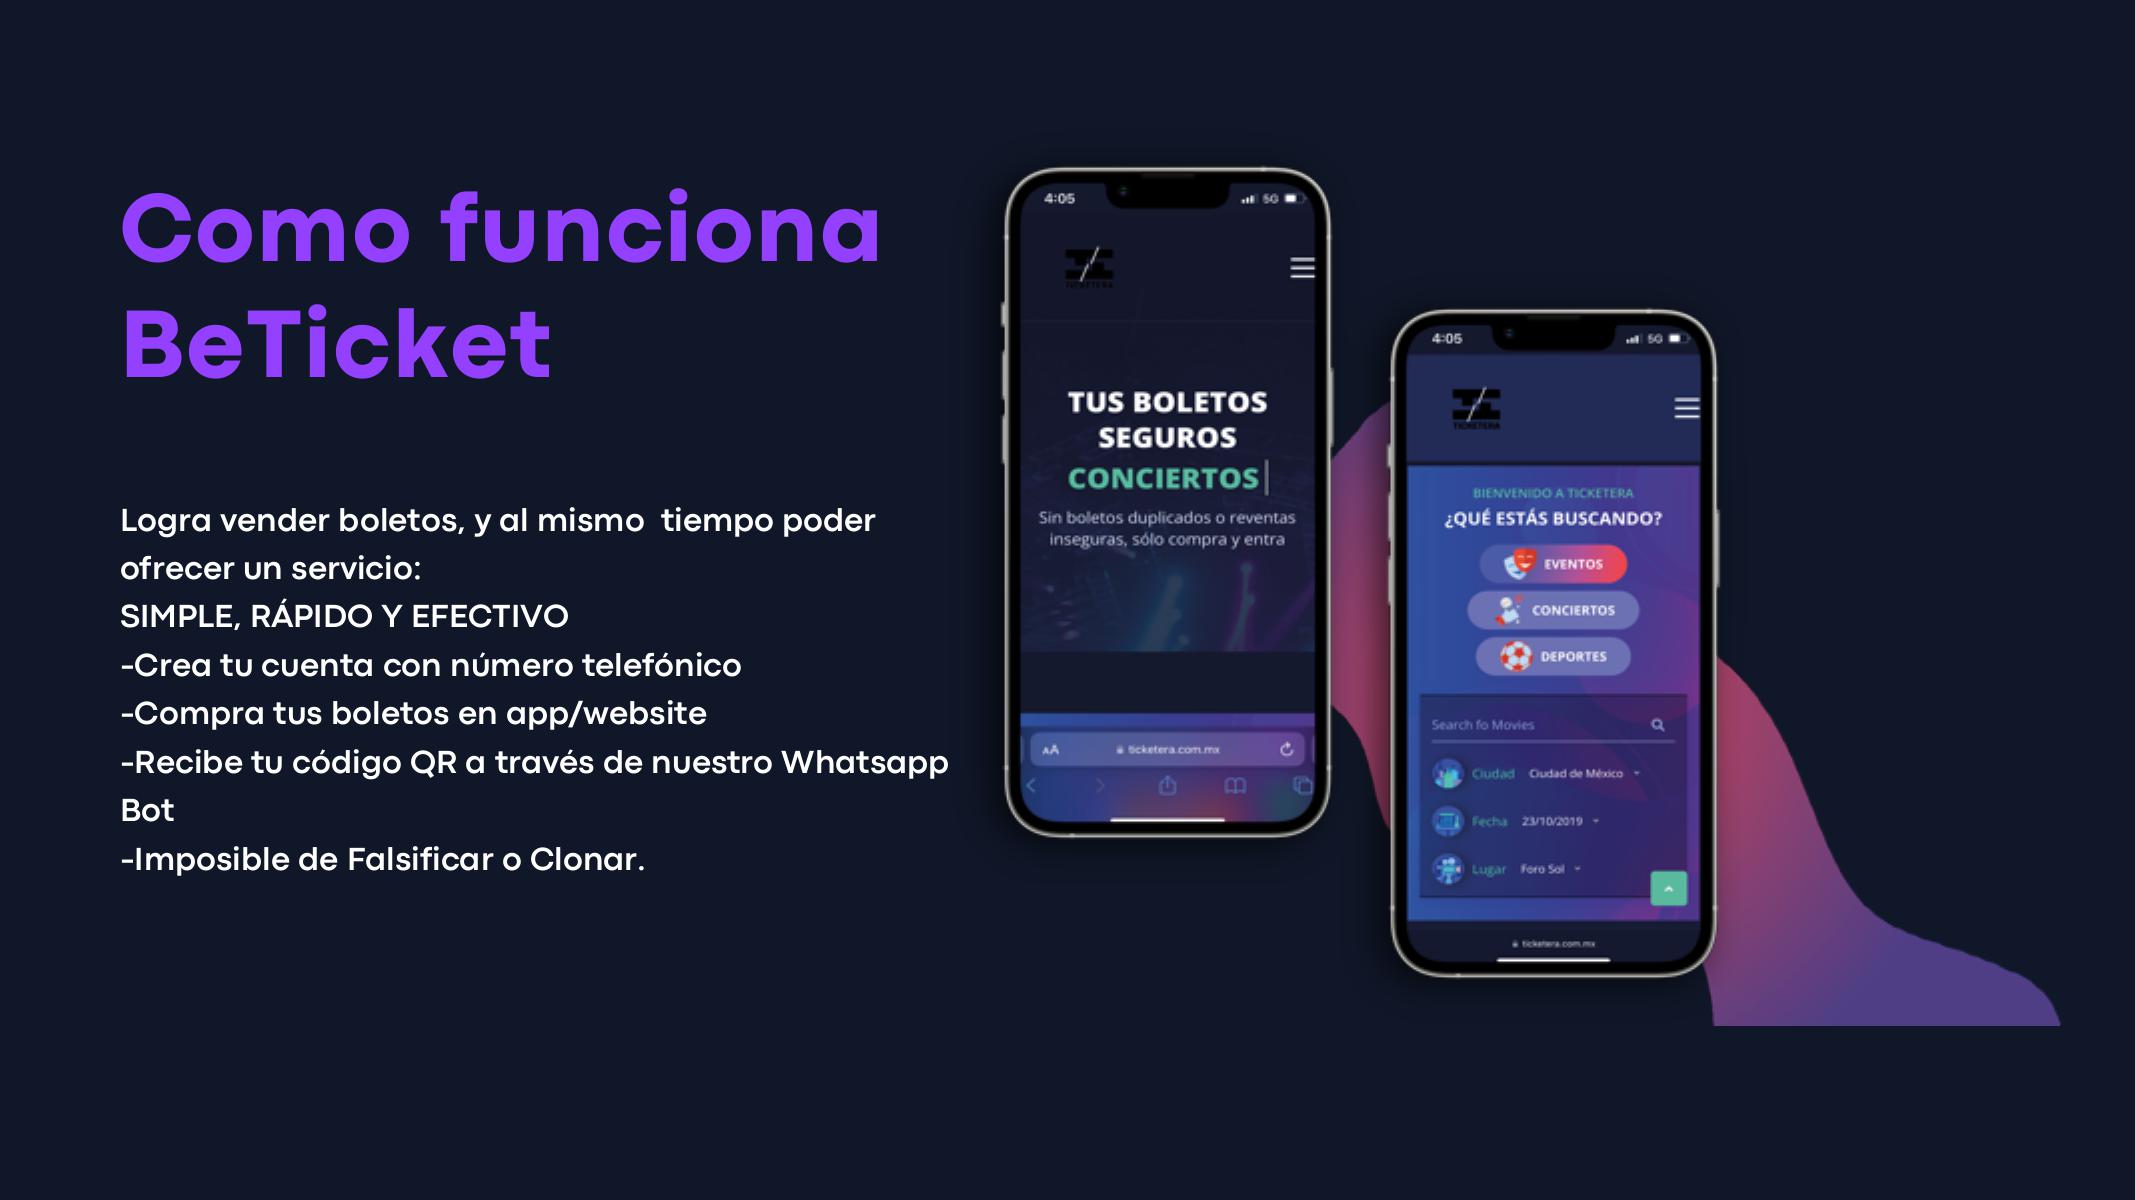 Como funciona
BeTicket
Logra vender boletos, y al mismo  tiempo poder
ofrecer un servicio:
SIMPLE, RÁPIDO Y EFECTIVO
-Crea tu cuenta con número telefónico
-Compra tus boletos en app/website
-Recibe tu código QR a través de nuestro Whatsapp
Bot
-Imposible de Falsificar o Clonar.
4:05
5G
TICKETERA
TUS BOLETOS
SEGUROS
CONCIERTOS
Sin boletos duplicados o reventas
inseguras, sólo compra y entra
AA
ticketera.com.mx
4:05
5G
TICKETERA
BIENVENIDO A TICKETERA
¿QUÉ ESTÁS BUSCANDO?
EVENTOS
CONCIERTOS
DEPORTES
Search fo Movies
Ciudad Ciudad de México
Fecha 23/10/2019
Lugar Foro Sol
ticketera.com.mx